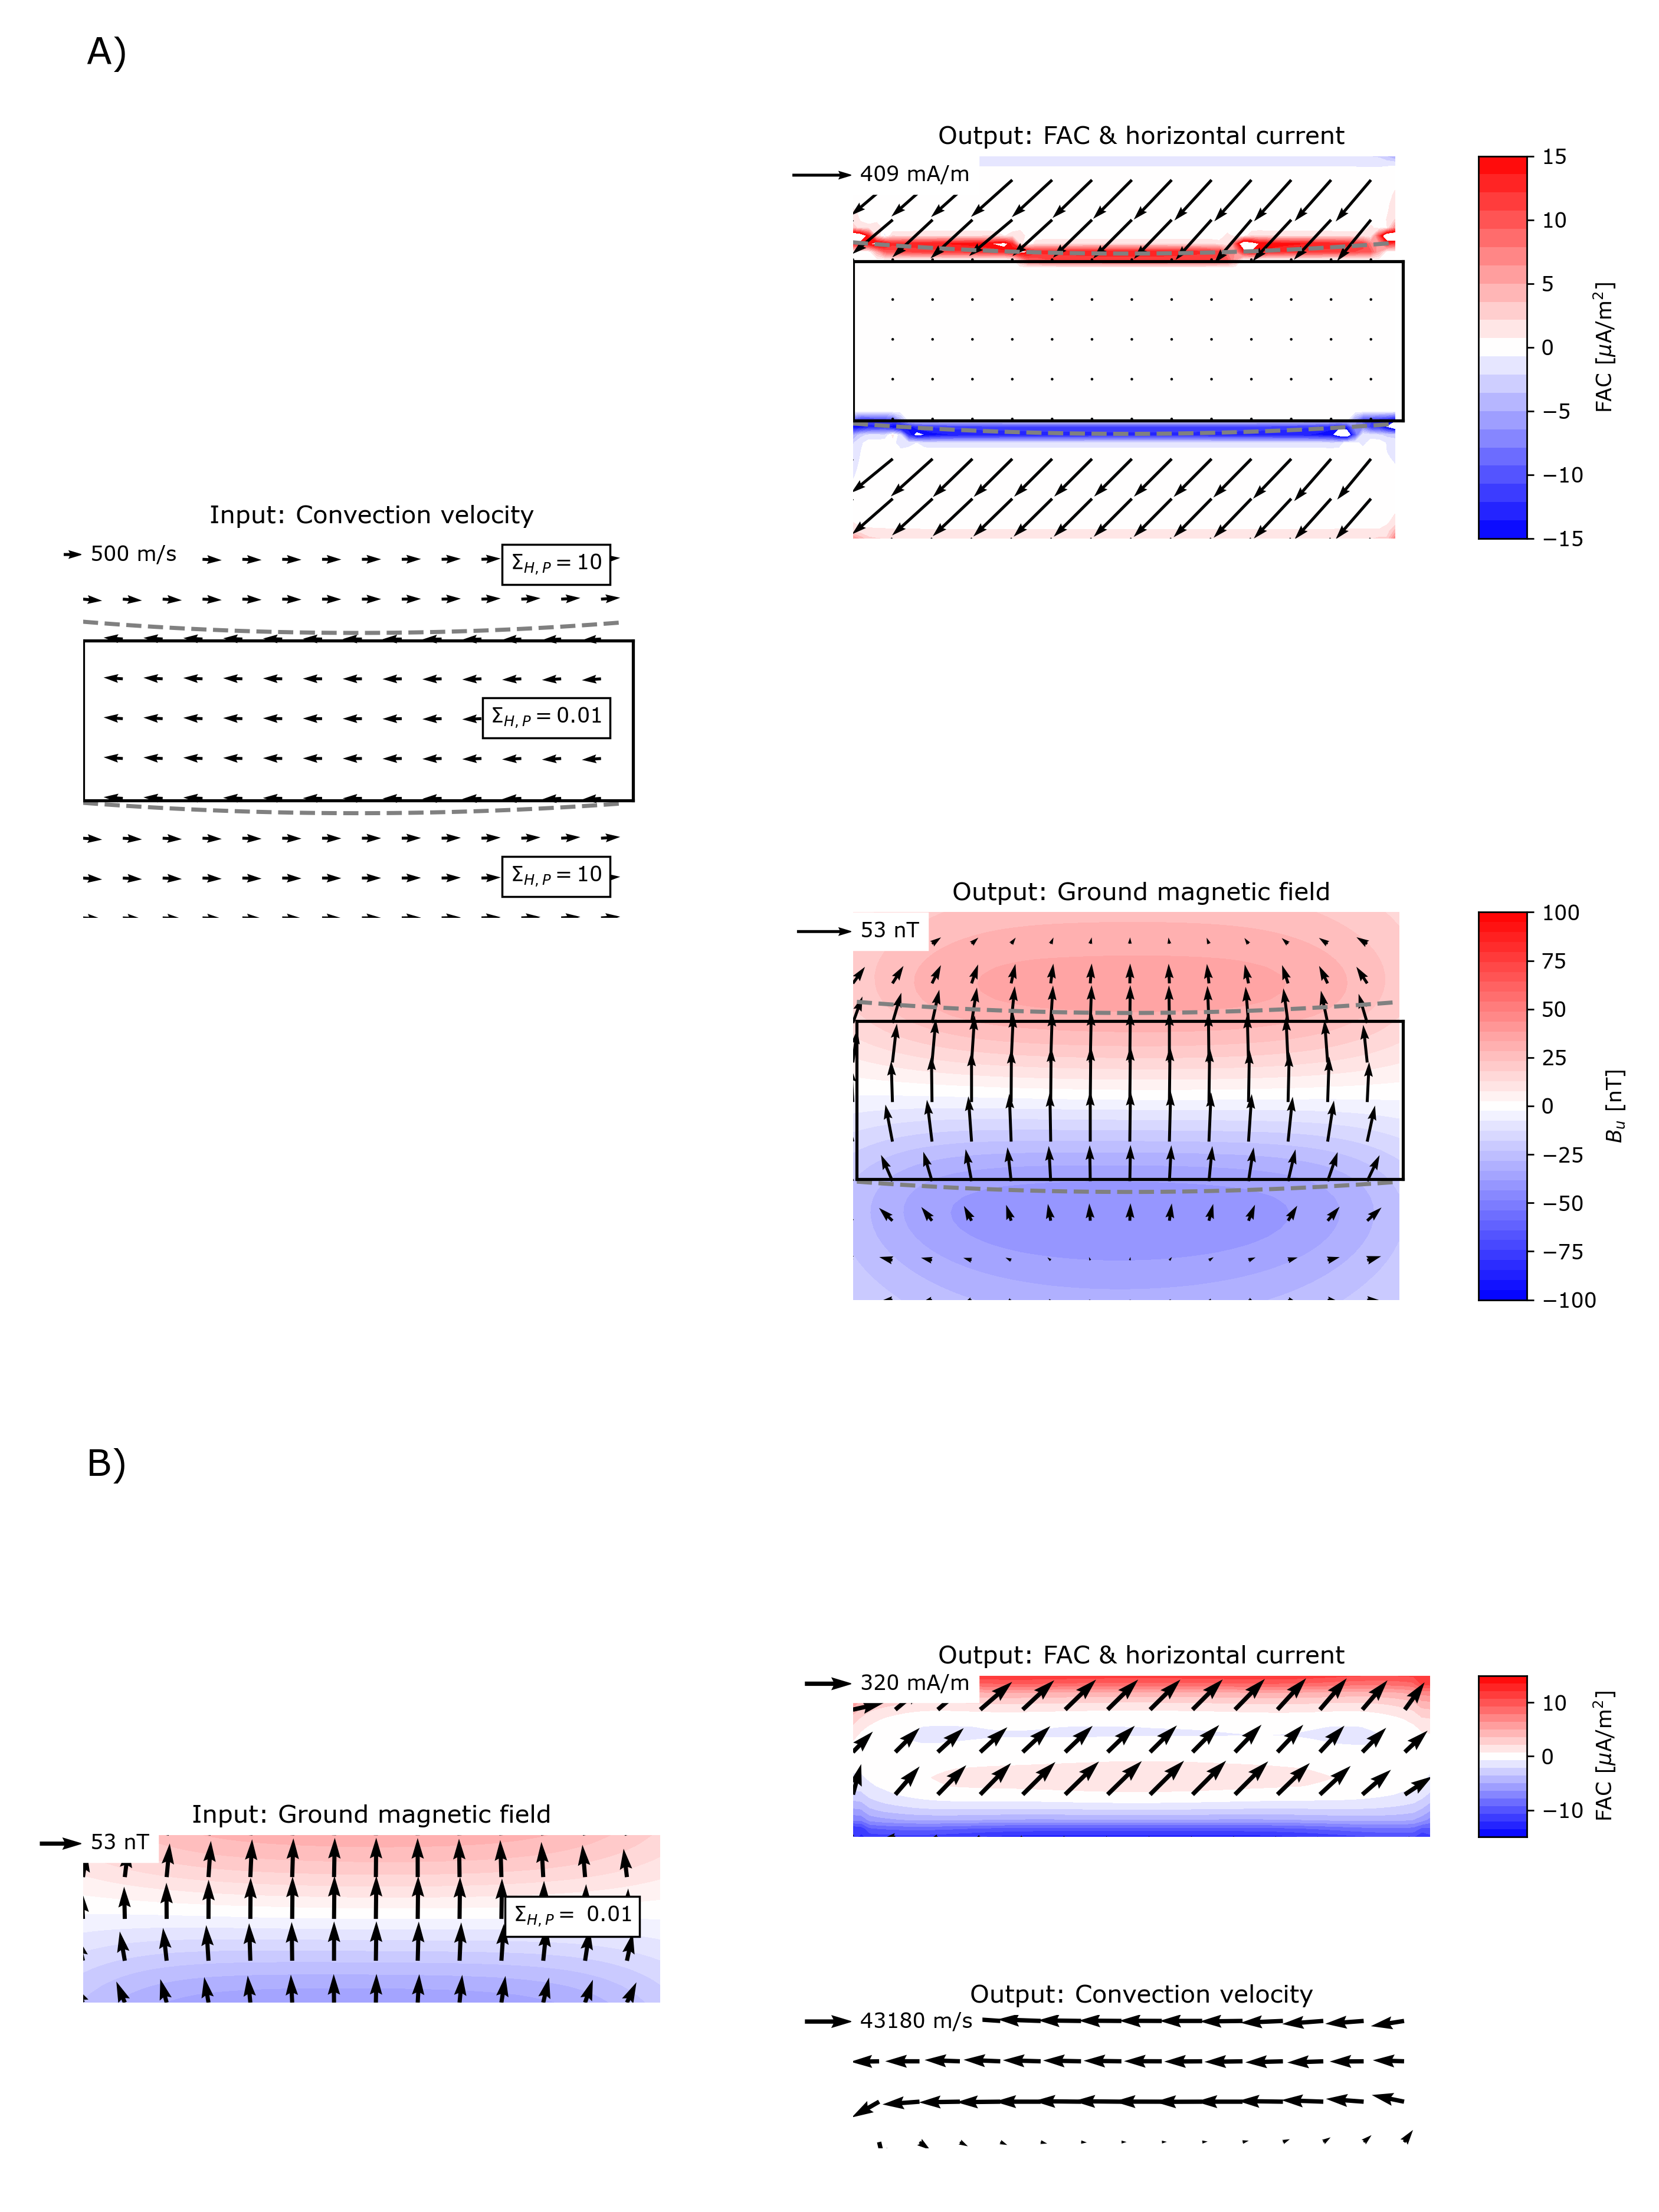 A)
Output: FAC & horizontal current
409 mA/m
15
10
5
0
−5
−10
−15
FAC [μA/m²]
Input: Convection velocity
500 m/s
Σ_{H,P} = 10
Σ_{H,P} = 0.01
Σ_{H,P} = 10
Output: Ground magnetic field
53 nT
100
75
50
25
0
−25
−50
−75
−100
B_u [nT]
B)
Output: FAC & horizontal current
320 mA/m
10
0
−10
FAC [μA/m²]
Input: Ground magnetic field
53 nT
Σ_{H,P} = 0.01
Output: Convection velocity
43180 m/s